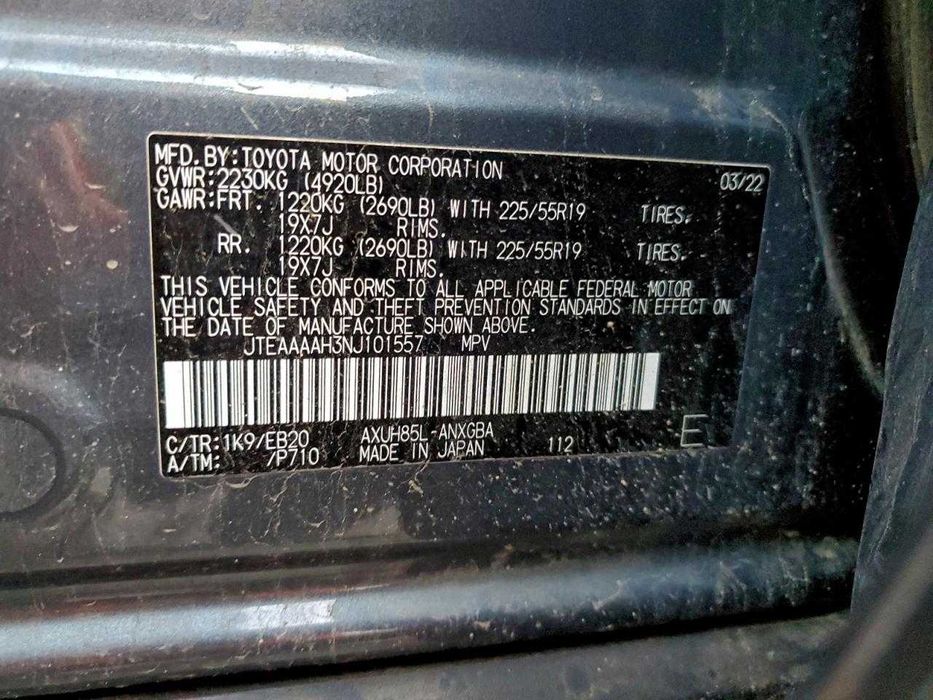 MFD.BY:TOYOTA MOTOR CORPORATION 03/22
GVWR:2230KG (4920LB)
GAWR:FRT. 1220KG (2690LB) WITH 225/55R19 TIRES,
19X7J RIMS.
RR. 1220KG (2690LB) WITH 225/55R19 TIRES,
19X7J RIMS.
THIS VEHICLE CONFORMS TO ALL APPLICABLE FEDERAL MOTOR
VEHICLE SAFETY AND THEFT PREVENTION STANDARDS IN EFFECT ON
THE DATE OF MANUFACTURE SHOWN ABOVE.
JTEAAAAH3NJ101557 MPV
C/TR:1K9/EB20 AXUH85L-ANXGBA 112 E
A/TM: /P710 MADE IN JAPAN